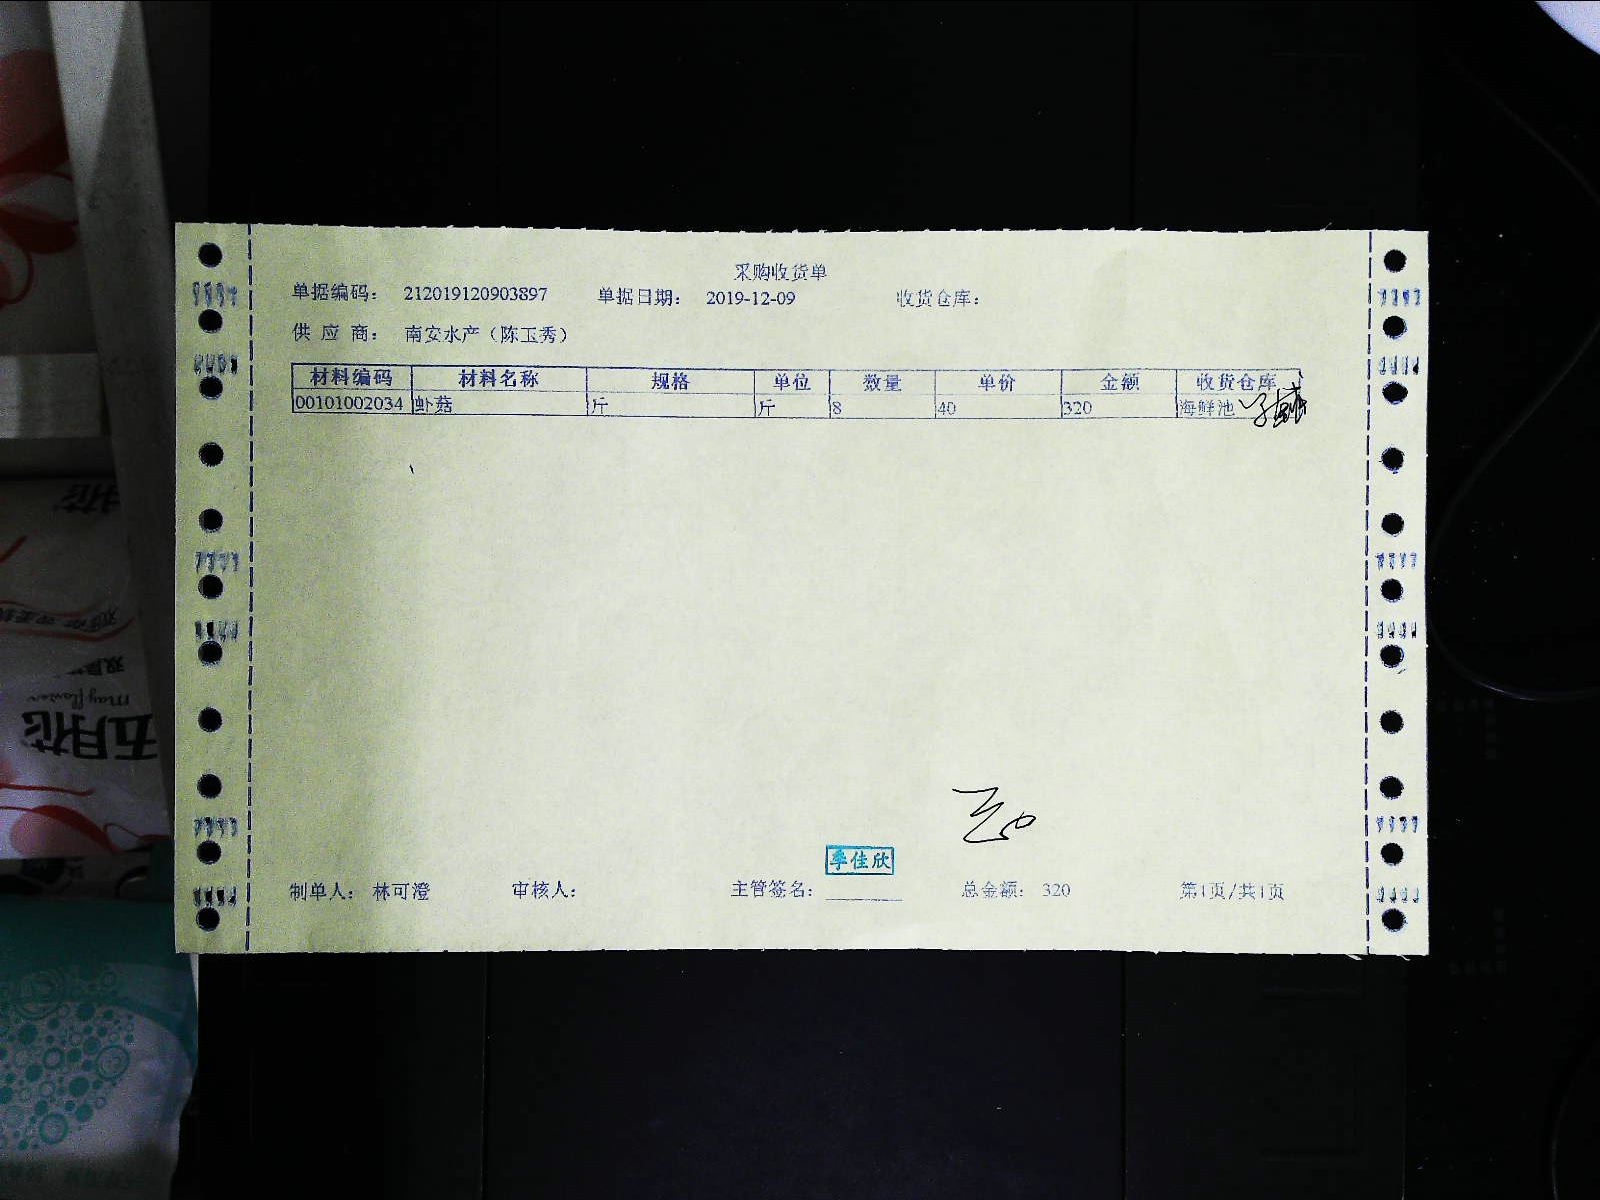 采购收货单
单据编码： 212019120903897 单据日期： 2019-12-09 收货仓库：
供 应 商： 南安水产（陈玉秀）
材料编码 材料名称 规格 单位 数量 单价 金额 收货仓库
00101002034 虾菇 斤 斤 8 40 320 海鲜池
季佳欣
制单人： 林可澄 审核人： 主管签名： 总金额： 320 第1页/共1页
五月花
mayflower